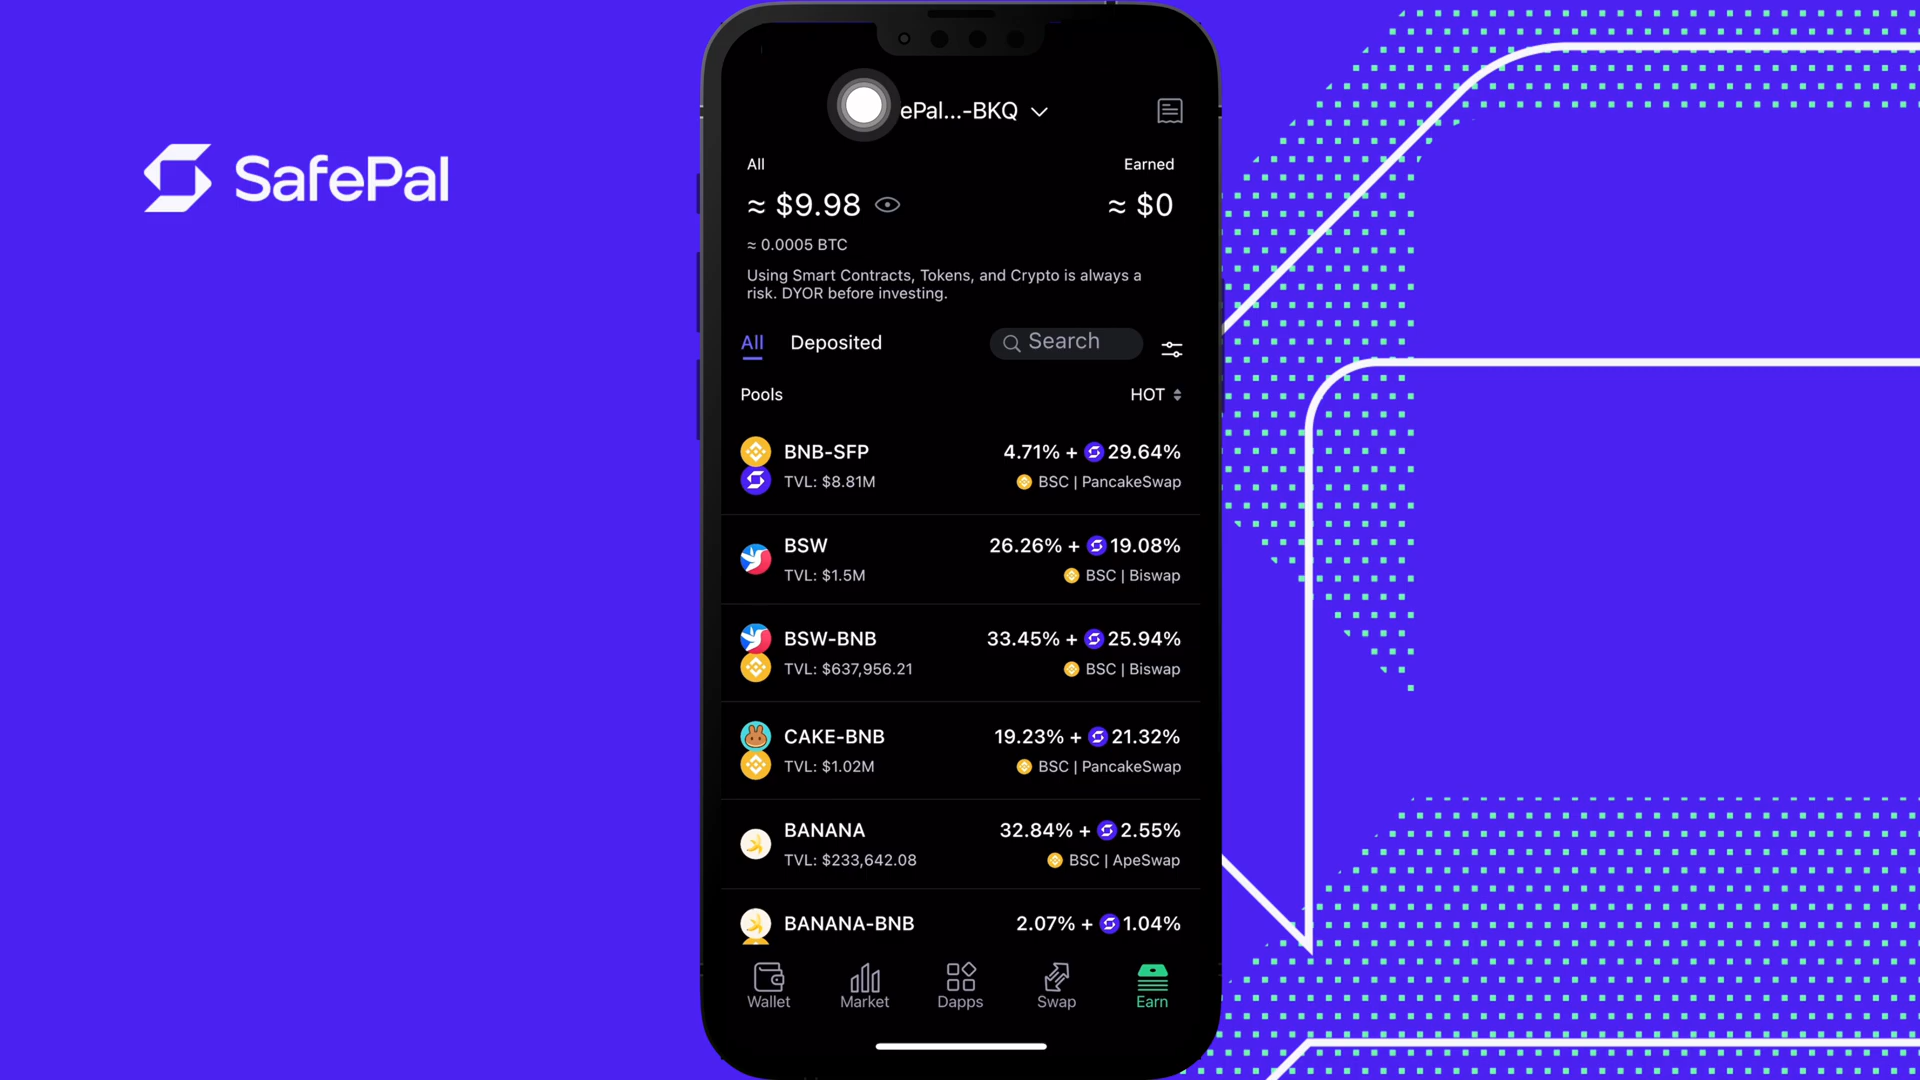 SafePal
ePal...-BKQ
All
Earned
≈ $9.98
≈ $0
≈ 0.0005 BTC
Using Smart Contracts, Tokens, and Crypto is always a
risk. DYOR before investing.
All
Deposited
Search
Pools
HOT
BNB-SFP
4.71% + 29.64%
TVL: $8.81M
BSC | PancakeSwap
BSW
26.26% + 19.08%
TVL: $1.5M
BSC | Biswap
BSW-BNB
33.45% + 25.94%
TVL: $637,956.21
BSC | Biswap
CAKE-BNB
19.23% + 21.32%
TVL: $1.02M
BSC | PancakeSwap
BANANA
32.84% + 2.55%
TVL: $233,642.08
BSC | ApeSwap
BANANA-BNB
2.07% + 1.04%
Wallet
Market
Dapps
Swap
Earn